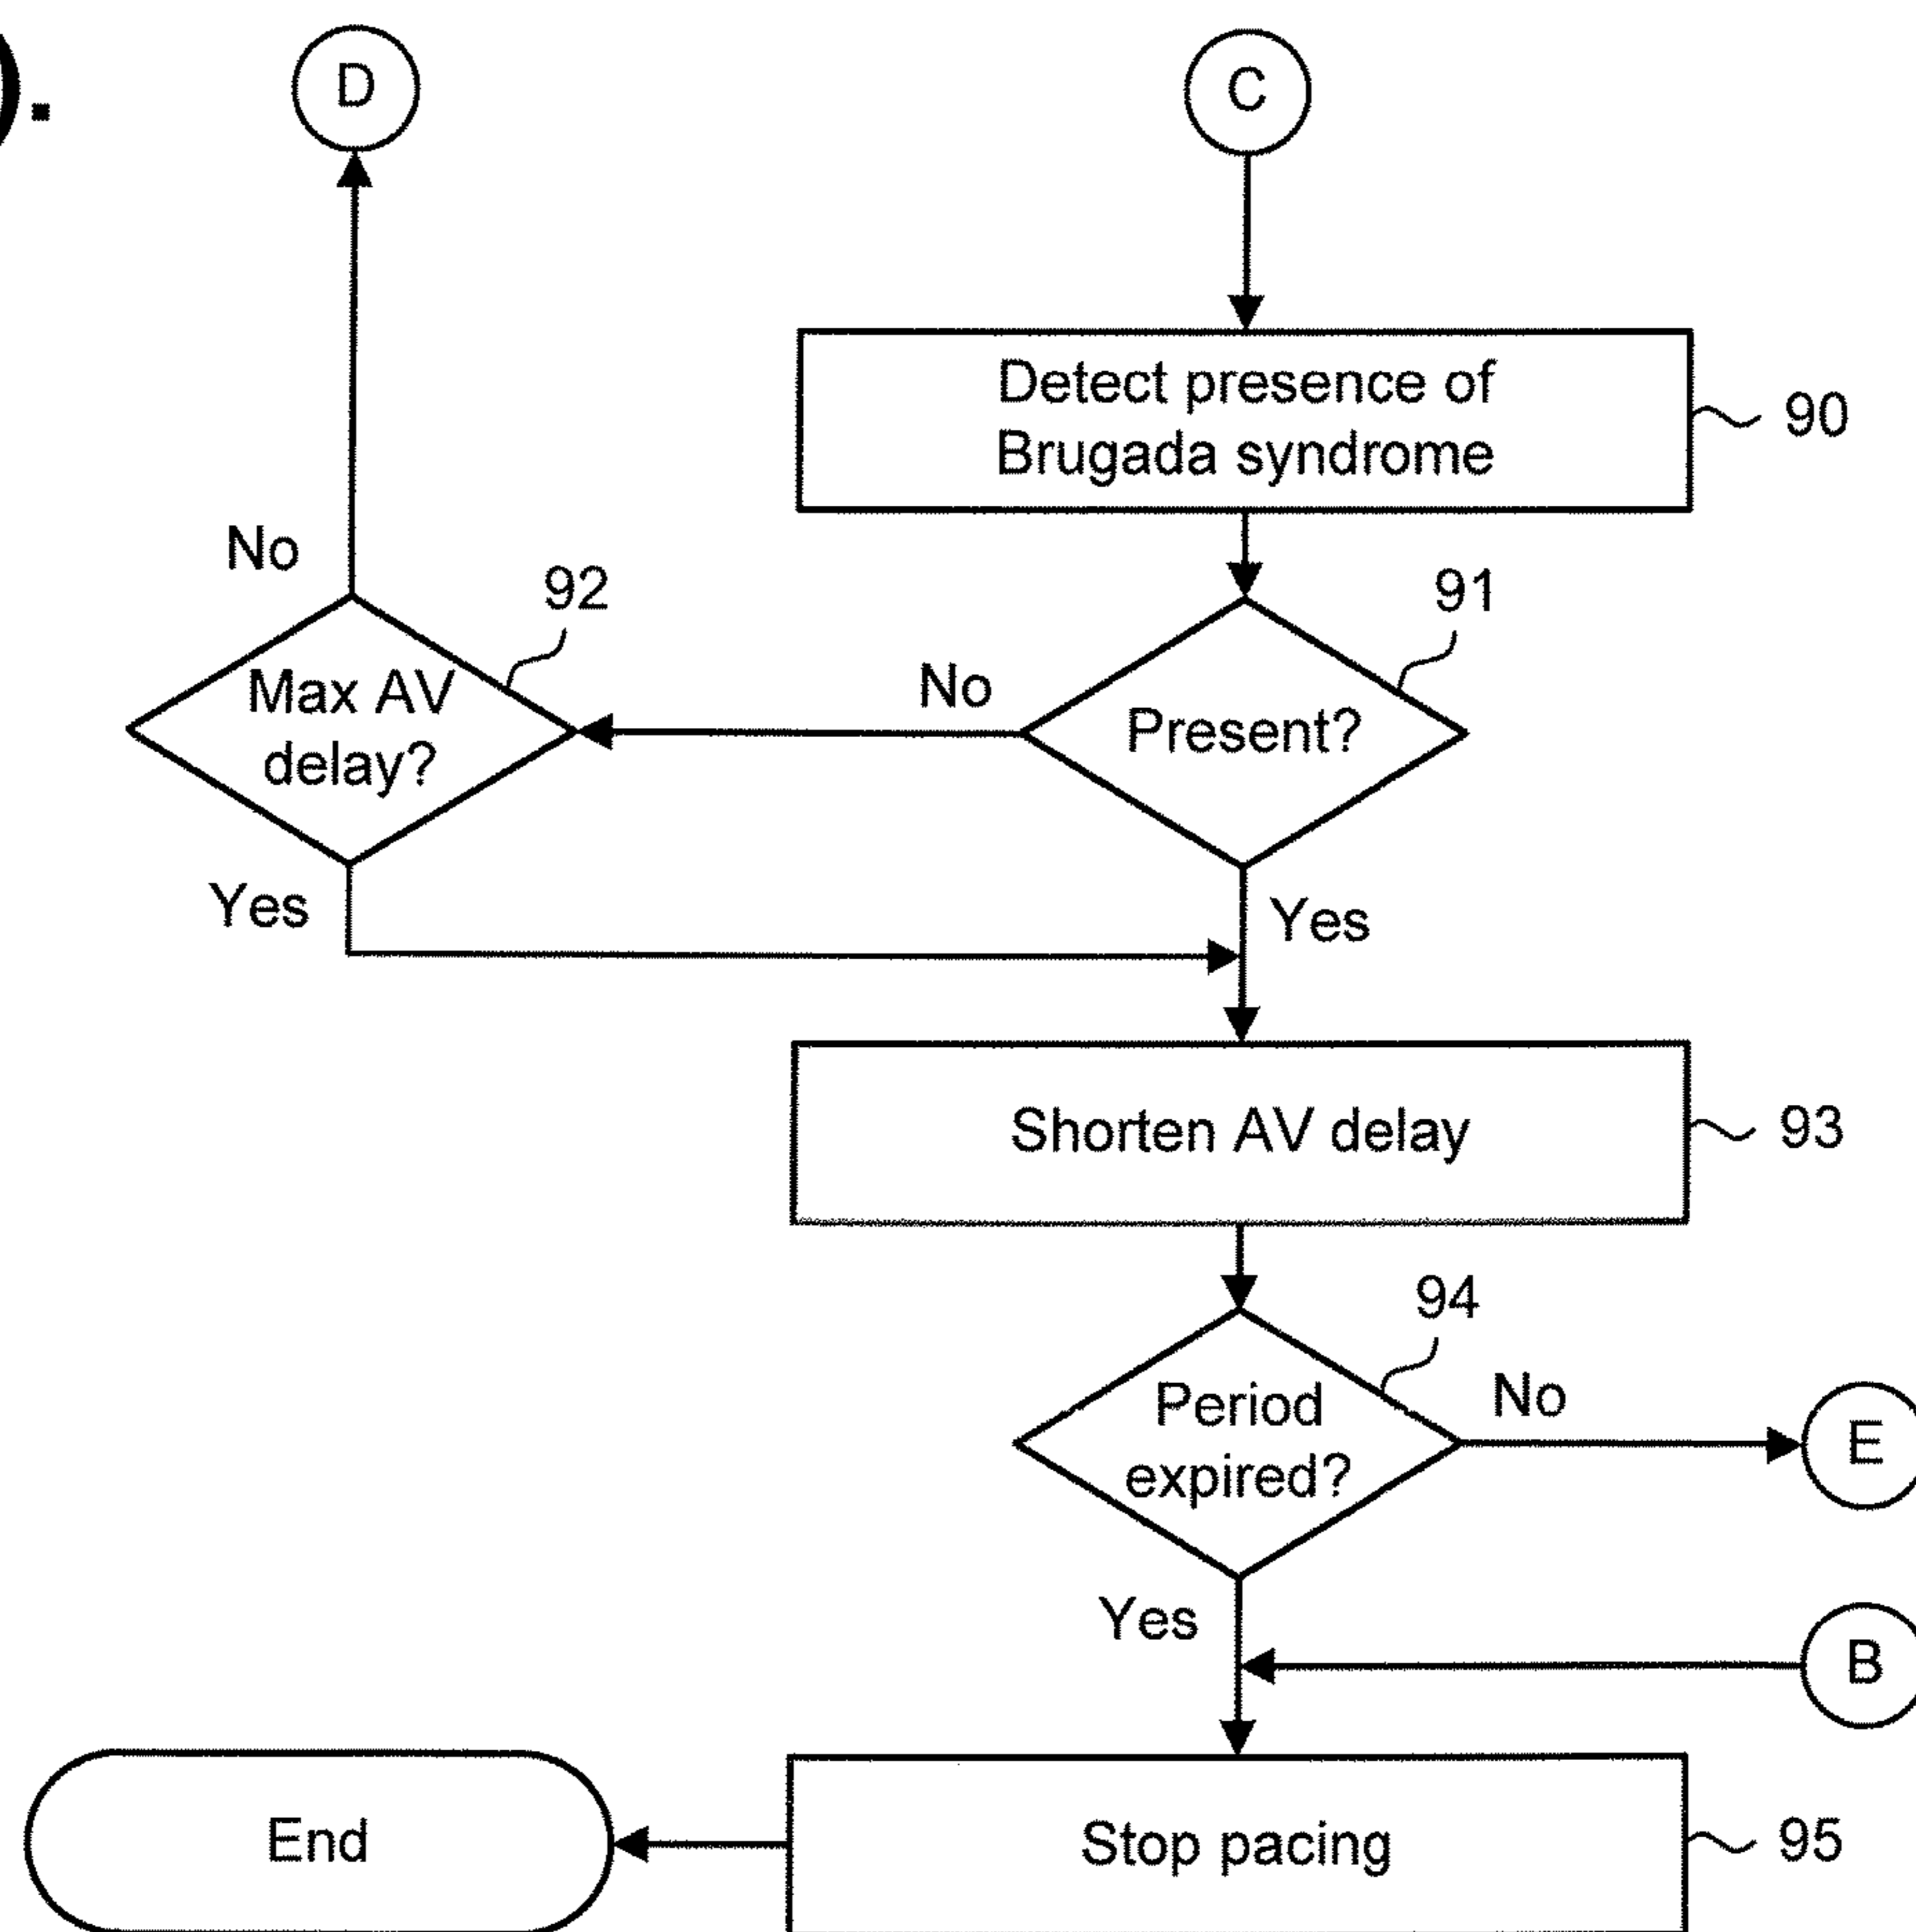 ).
D
C
Detect presence of
Brugada syndrome
90
No
92
91
Max AV
delay?
No
Present?
Yes
Yes
Shorten AV delay
93
94
Period
expired?
No
E
Yes
B
End
Stop pacing
95